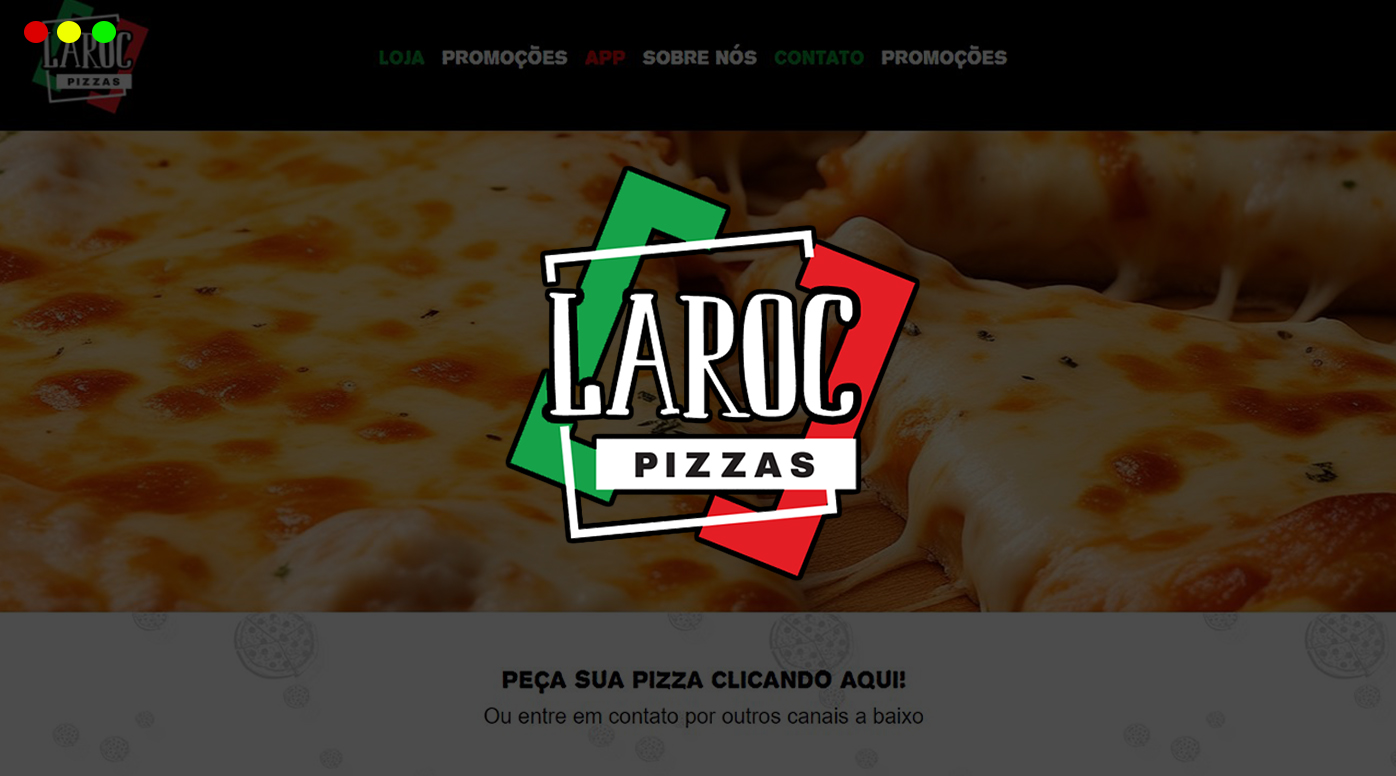 LAROC
PIZZAS
LOJA PROMOÇÕES APP SOBRE NÓS CONTATO PROMOÇÕES
LAROC
PIZZAS
PEÇA SUA PIZZA CLICANDO AQUI!
Ou entre em contato por outros canais a baixo